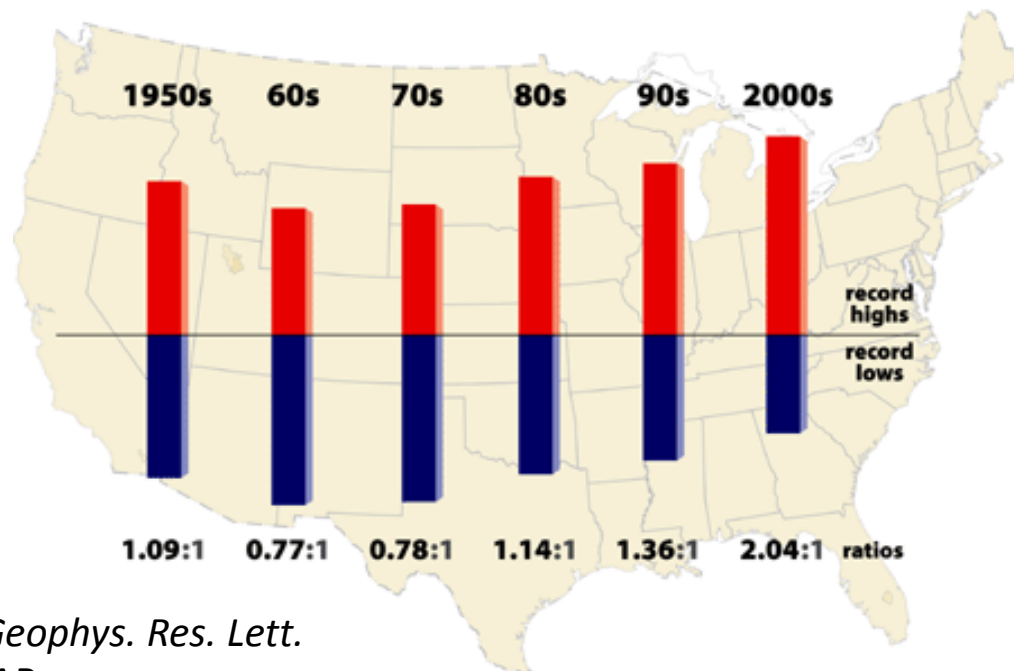 1950s 60s 70s 80s 90s 2000s
record
highs
record
lows
1.09:1 0.77:1 0.78:1 1.14:1 1.36:1 2.04:1 ratios
Geophys. Res. Lett.